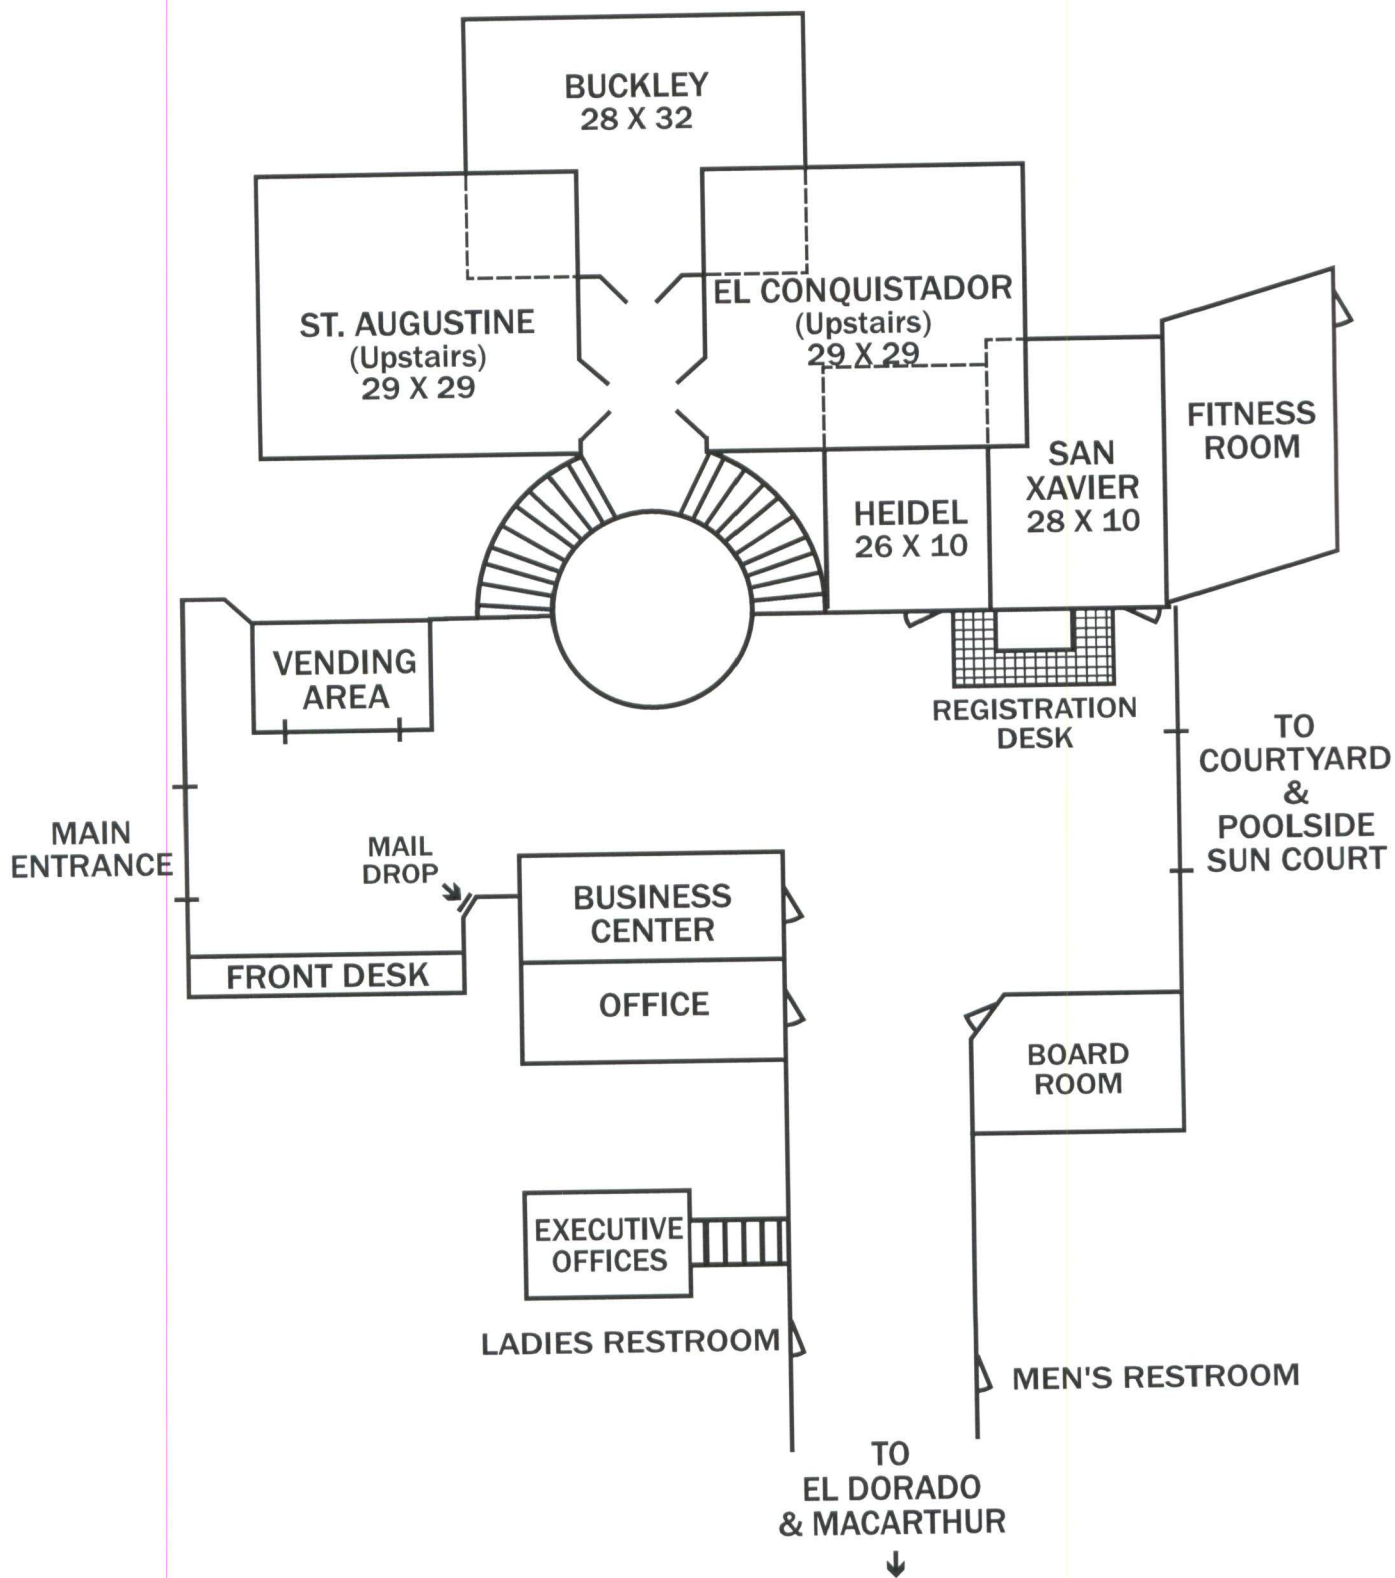 BUCKLEY
28 X 32
ST. AUGUSTINE
(Upstairs)
29 X 29
EL CONQUISTADOR
(Upstairs)
29 X 29
FITNESS
ROOM
SAN
XAVIER
28 X 10
HEIDEL
26 X 10
VENDING
AREA
REGISTRATION
DESK
TO
COURTYARD
&
POOLSIDE
SUN COURT
MAIN
ENTRANCE
MAIL
DROP
BUSINESS
CENTER
FRONT DESK
OFFICE
BOARD
ROOM
EXECUTIVE
OFFICES
LADIES RESTROOM
MEN'S RESTROOM
TO
EL DORADO
& MACARTHUR